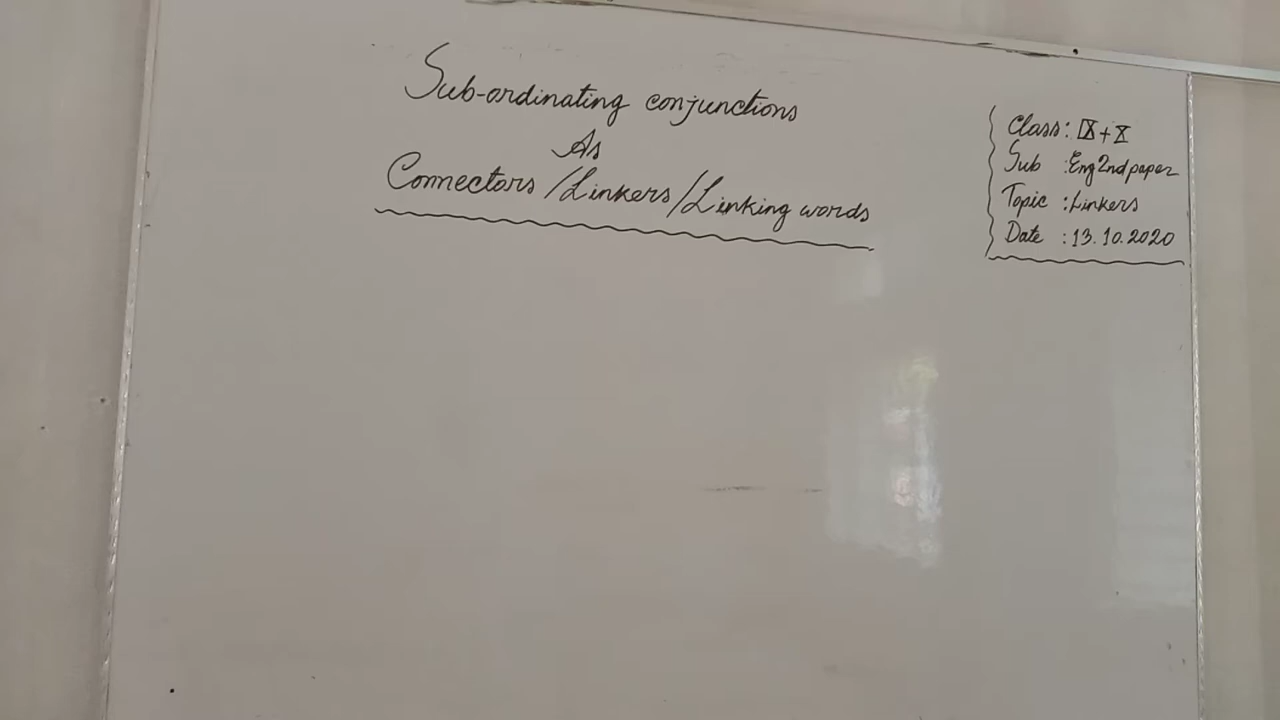 Sub-ordinating conjunctions
As
Connectors/Linkers/Linking words
Class: IX+X
Sub :Eng 2nd paper
Topic :Linkers
Date :13.10.2020